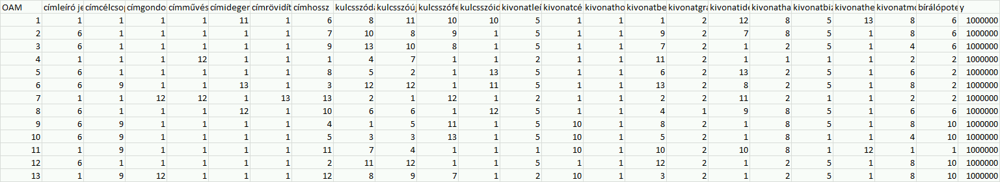 OAM címleíró je címcélcsop címgondo címművés címideger címrövidít címhossz kulcsszóda kulcsszóúj kulcsszófe kulcsszóid kivonatleí kivonatcé kivonatho kivonatbe kivonatgra kivonatide kivonatha kivonatbiz kivonathe kivonatmo bírálópote y
1 1 1 1 1 11 1 6 8 11 10 10 5 1 1 1 2 12 8 5 13 8 6 1000000
2 6 1 1 1 1 1 7 10 8 9 1 5 1 1 9 2 7 8 5 1 8 6 1000000
3 6 1 1 1 1 1 9 13 10 8 1 5 1 1 7 2 1 2 5 1 4 6 1000000
4 1 1 1 12 1 1 1 4 7 1 1 2 1 1 11 2 1 1 1 1 2 2 1000000
5 6 1 1 1 1 1 8 5 2 1 13 5 1 1 6 2 13 2 5 1 6 2 1000000
6 6 9 1 1 13 1 3 12 12 1 11 5 1 1 13 2 8 2 5 1 8 2 1000000
7 1 1 12 12 1 13 13 2 1 12 1 2 1 1 2 2 11 2 1 1 2 2 1000000
8 6 1 1 1 12 1 10 6 6 1 12 5 1 1 4 1 9 8 5 1 6 6 1000000
9 6 9 1 1 1 1 4 1 5 11 1 5 10 1 8 2 1 8 5 1 8 10 1000000
10 6 9 1 1 1 1 5 3 3 13 1 5 10 1 5 2 1 8 1 1 4 10 1000000
11 1 9 1 1 1 1 11 7 4 1 1 1 10 1 10 2 10 8 1 12 1 1 1000000
12 6 1 1 1 1 1 2 11 12 1 1 5 1 1 12 2 1 2 5 1 8 10 1000000
13 1 9 12 1 1 1 12 8 9 7 1 2 10 1 3 2 1 2 5 1 8 10 1000000